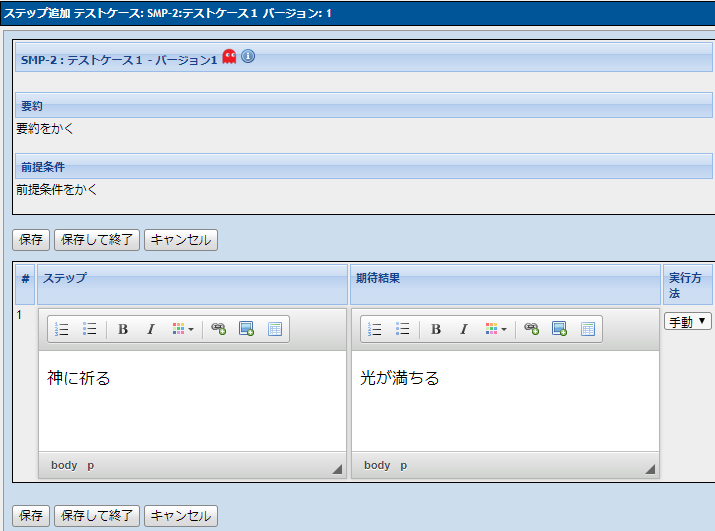 ステップ追加 テストケース: SMP-2:テストケース１ バージョン: 1
SMP-2 : テストケース１ - バージョン1
要約
要約をかく
前提条件
前提条件をかく
保存 保存して終了 キャンセル
# ステップ 期待結果 実行方法
1 B I B I 手動
神に祈る 光が満ちる
body p body p
保存 保存して終了 キャンセル